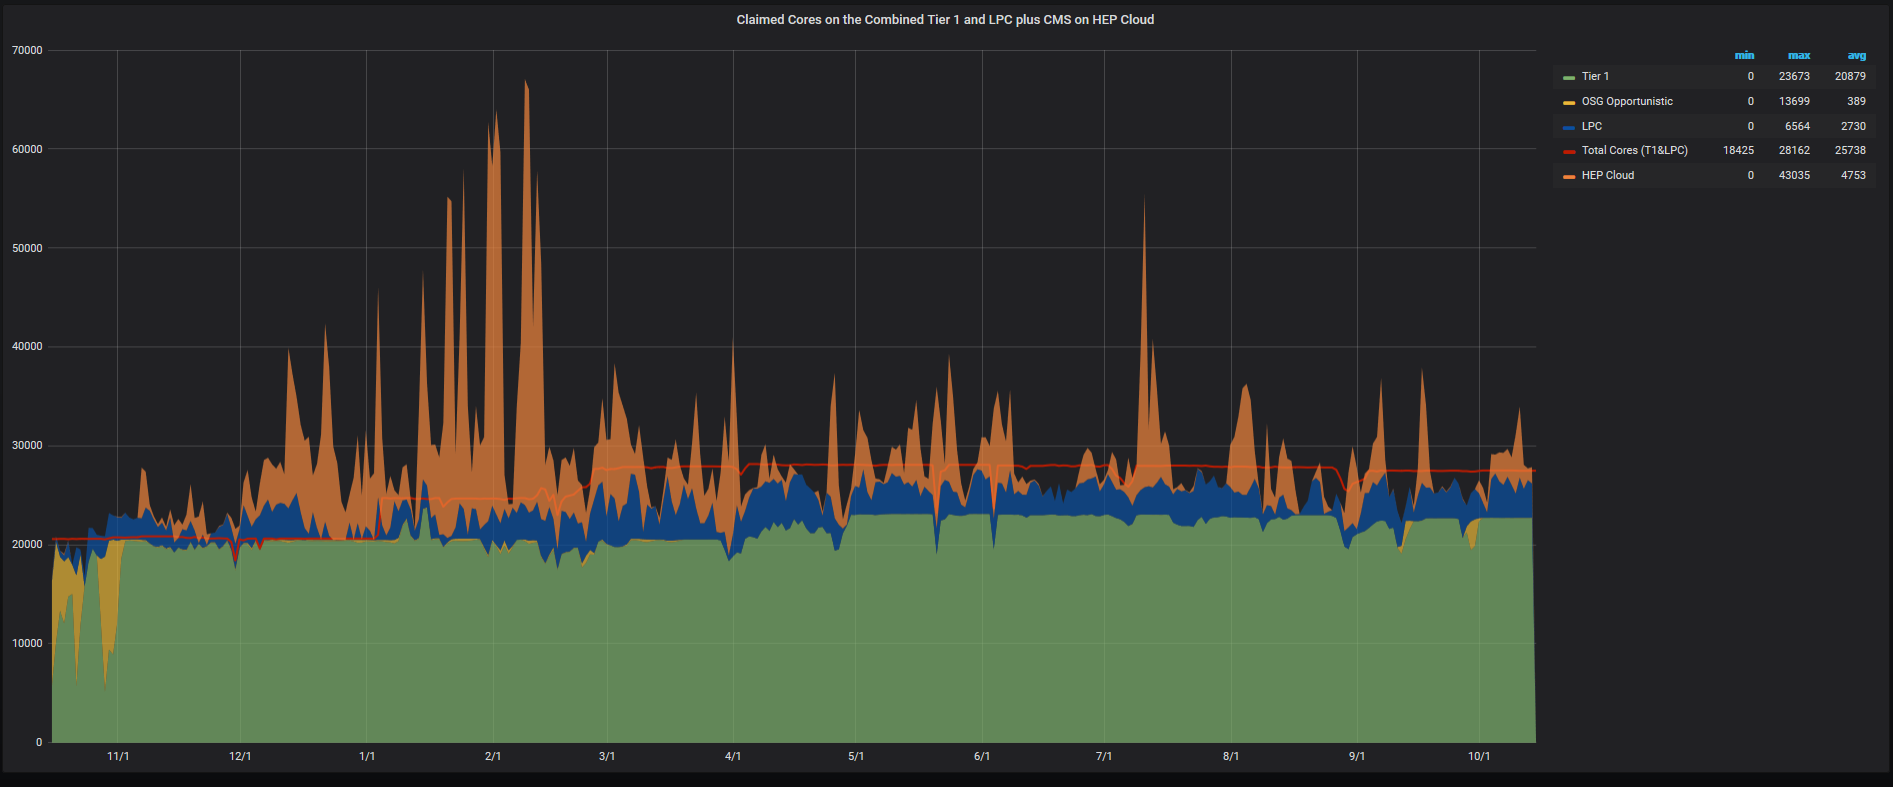 Claimed Cores on the Combined Tier 1 and LPC plus CMS on HEP Cloud
70000
60000
50000
40000
30000
20000
10000
0
11/1 12/1 1/1 2/1 3/1 4/1 5/1 6/1 7/1 8/1 9/1 10/1
min max avg
Tier 1 0 23673 20879
OSG Opportunistic 0 13699 389
LPC 0 6564 2730
Total Cores (T1&LPC) 18425 28162 25738
HEP Cloud 0 43035 4753